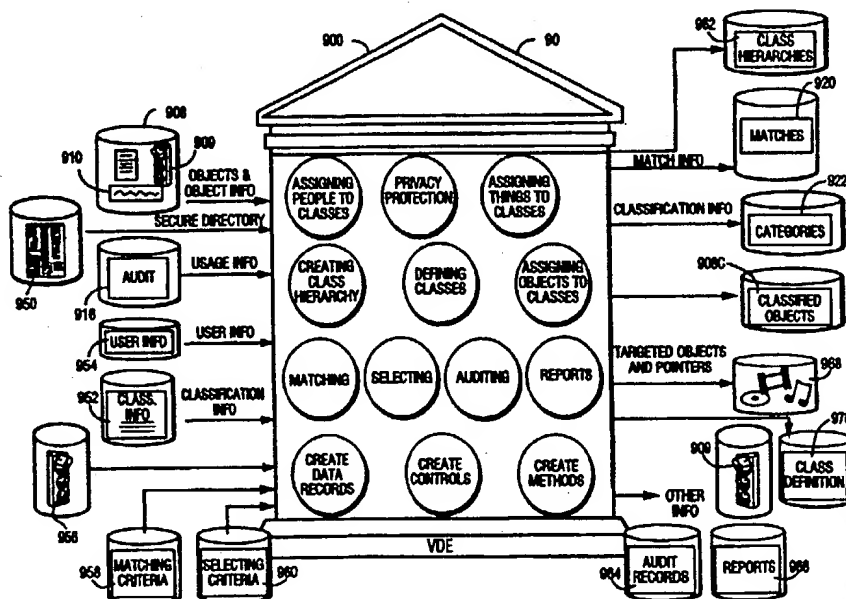 900
90
962
CLASS
HIERARCHIES
920
MATCHES
MATCH INFO
908
909
910
OBJECTS &
OBJECT INFO
SECURE DIRECTORY
950
AUDIT
916
USAGE INFO
USER INFO
954
USER INFO
952
CLASS.
INFO
CLASSIFICATION
INFO
956
MATCHING
CRITERIA
958
SELECTING
CRITERIA
960
ASSIGNING
PEOPLE TO
CLASSES
PRIVACY
PROTECTION
ASSIGNING
THINGS TO
CLASSES
CREATING
CLASS
HIERARCHY
DEFINING
CLASSES
ASSIGNING
OBJECTS TO
CLASSES
MATCHING
SELECTING
AUDITING
REPORTS
CREATE
DATA
RECORDS
CREATE
CONTROLS
CREATE
METHODS
VDE
CLASSIFICATION INFO
922
CATEGORIES
908C
CLASSIFIED
OBJECTS
TARGETED OBJECTS
AND POINTERS
968
970
CLASS
DEFINITION
909
OTHER
INFO
AUDIT
RECORDS
964
REPORTS
966